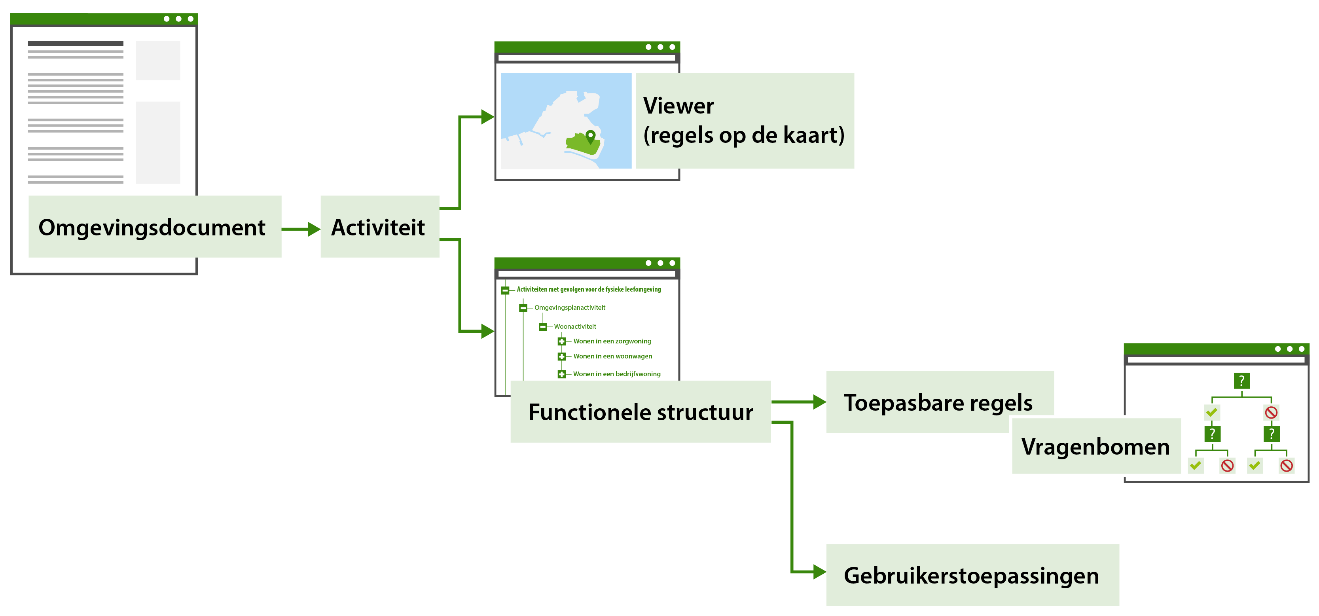 Omgevingsdocument
Activiteit
Viewer
(regels op de kaart)
Activiteiten met gevolgen voor de fysieke leefomgeving
Omgevingsplanactiviteit
Woonactiviteit
Wonen in een zorgwoning
Wonen in een woonwagen
Wonen in een bedrijfswoning
Functionele structuur
Toepasbare regels
Vragenbomen
?
? ?
Gebruikerstoepassingen